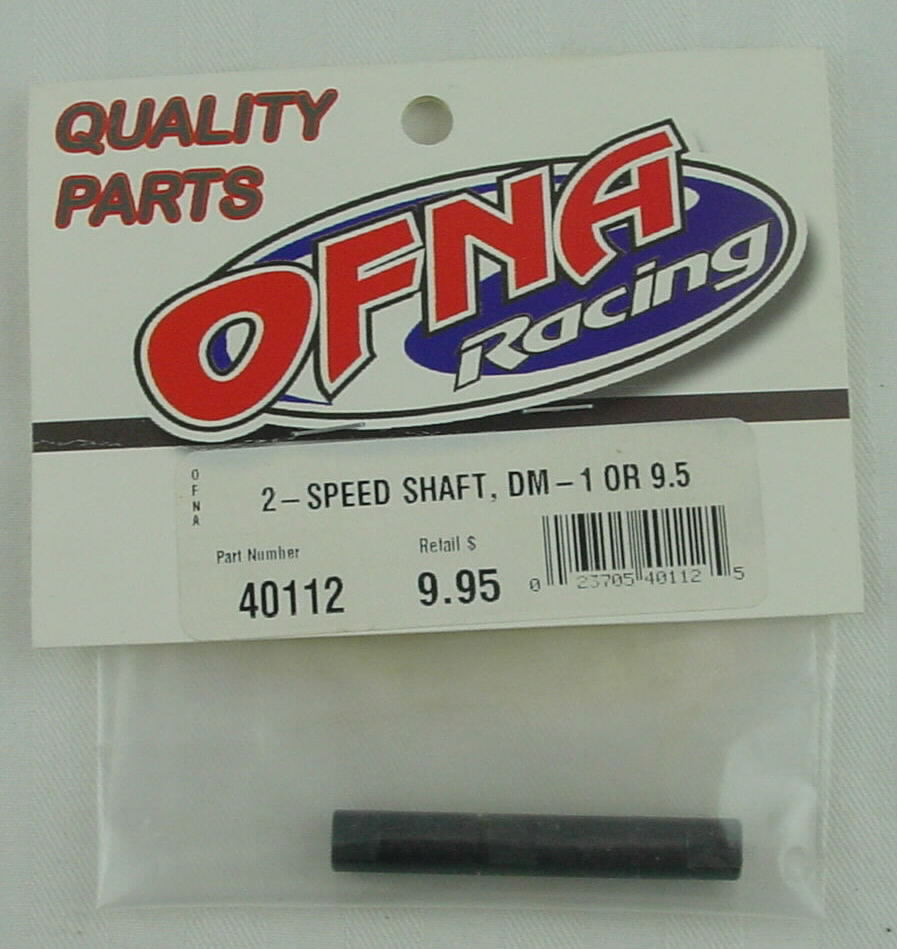 QUALITY
PARTS
OFNA
Racing
OFNA
2-SPEED SHAFT, DM-1 OR 9.5
Part Number
Retail $
40112
9.95
0 23705 40112 5